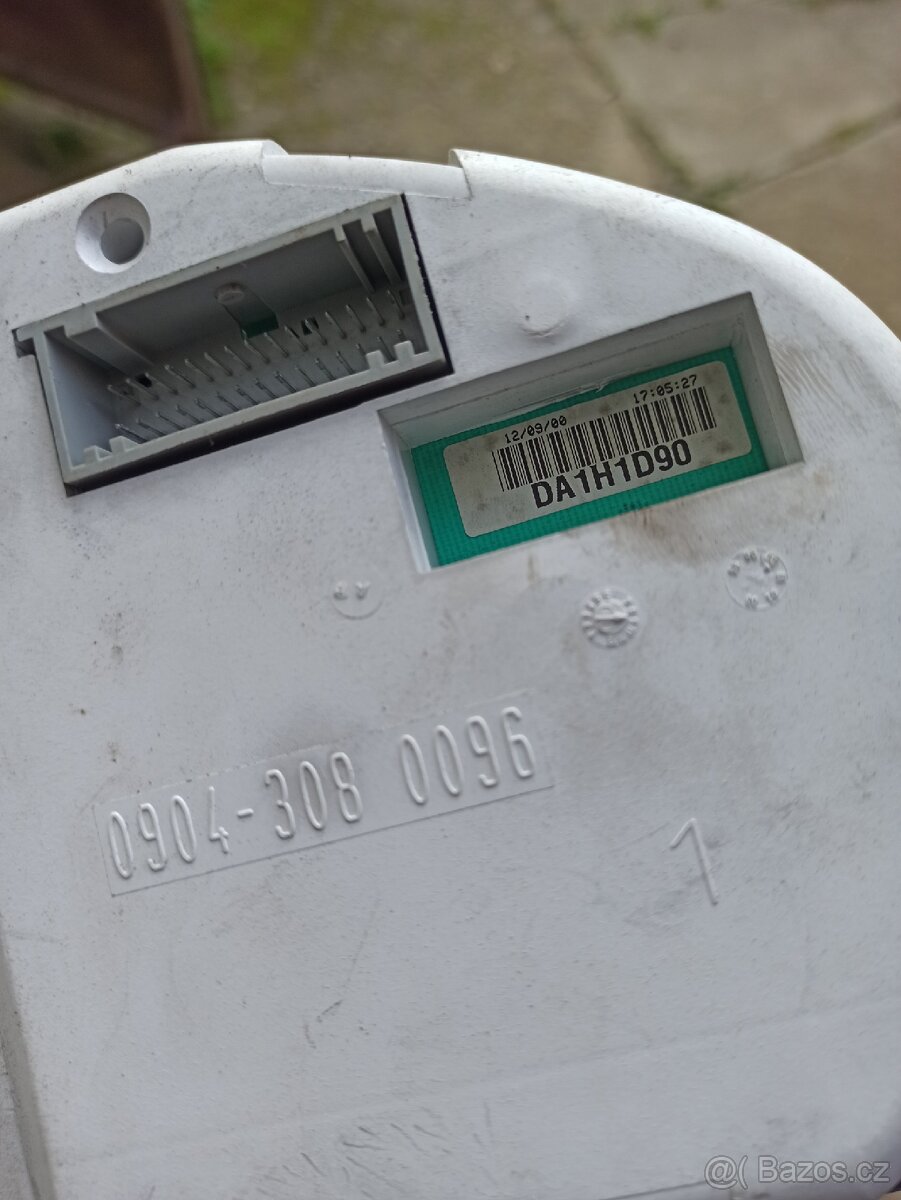 12/09/00 17:05:27
DA1H1D90
0904-308 0096
1
@( Bazos.cz